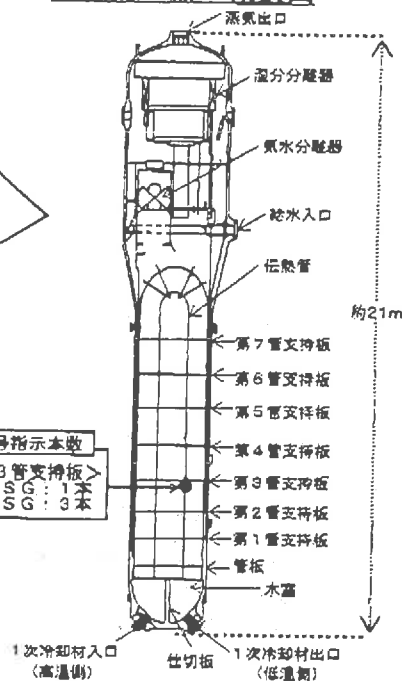 蒸気出口
湿分分離器
気水分離器
給水入口
伝熱管
約21m
第7管支持板
第6管支持板
第5管支持板
第4管支持板
号指示本数
3管支持板>
SG:1本
SG:3本
第3管支持板
第2管支持板
第1管支持板
管板
水室
1次冷却材入口
(高温側)
仕切板
1次冷却材出口
(低温側)